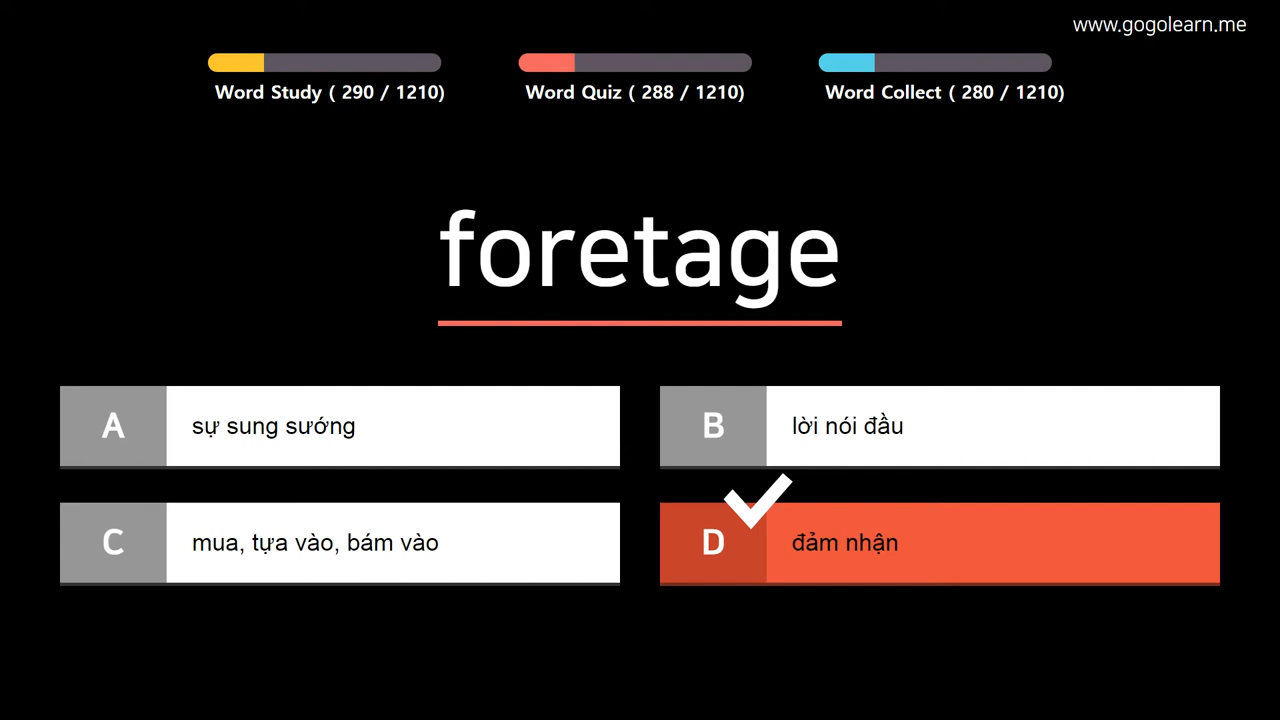 www.gogolearn.me
Word Study ( 290 / 1210)
Word Quiz ( 288 / 1210)
Word Collect ( 280 / 1210)
foretage
A sự sung sướng
B lời nói đầu
C mua, tựa vào, bám vào
D đảm nhận